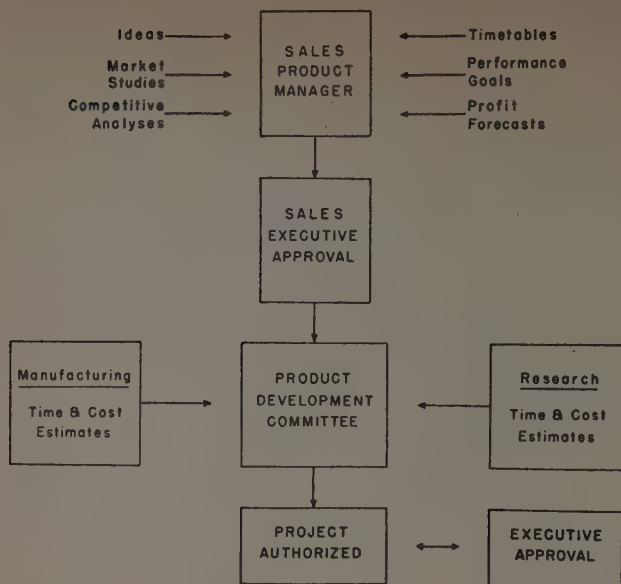 Ideas
Market
Studies
Competitive
Analyses
SALES
PRODUCT
MANAGER
Timetables
Performance
Goals
Profit
Forecasts
SALES
EXECUTIVE
APPROVAL
Manufacturing
Time & Cost
Estimates
PRODUCT
DEVELOPMENT
COMMITTEE
Research
Time & Cost
Estimates
PROJECT
AUTHORIZED
EXECUTIVE
APPROVAL